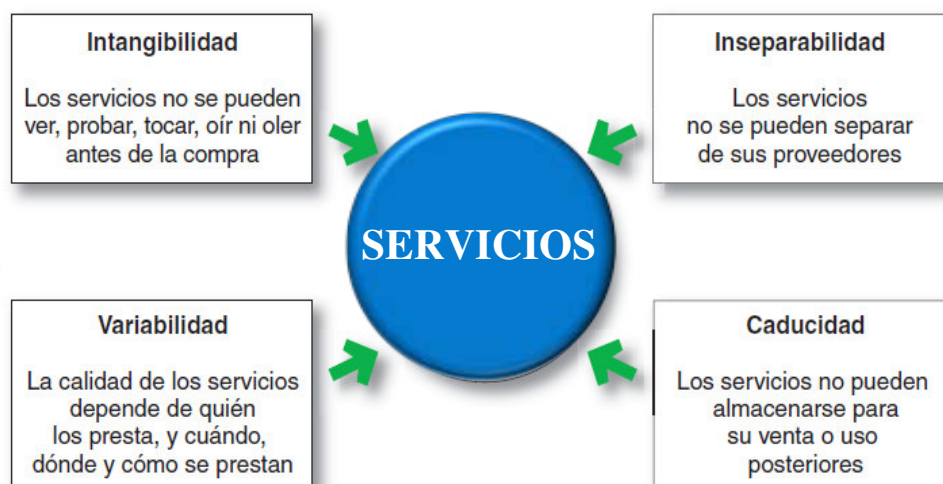 Intangibilidad
Los servicios no se pueden
ver, probar, tocar, oír ni oler
antes de la compra
Inseparabilidad
Los servicios
no se pueden separar
de sus proveedores
SERVICIOS
Variabilidad
La calidad de los servicios
depende de quién
los presta, y cuándo,
dónde y cómo se prestan
Caducidad
Los servicios no pueden
almacenarse para
su venta o uso
posteriores